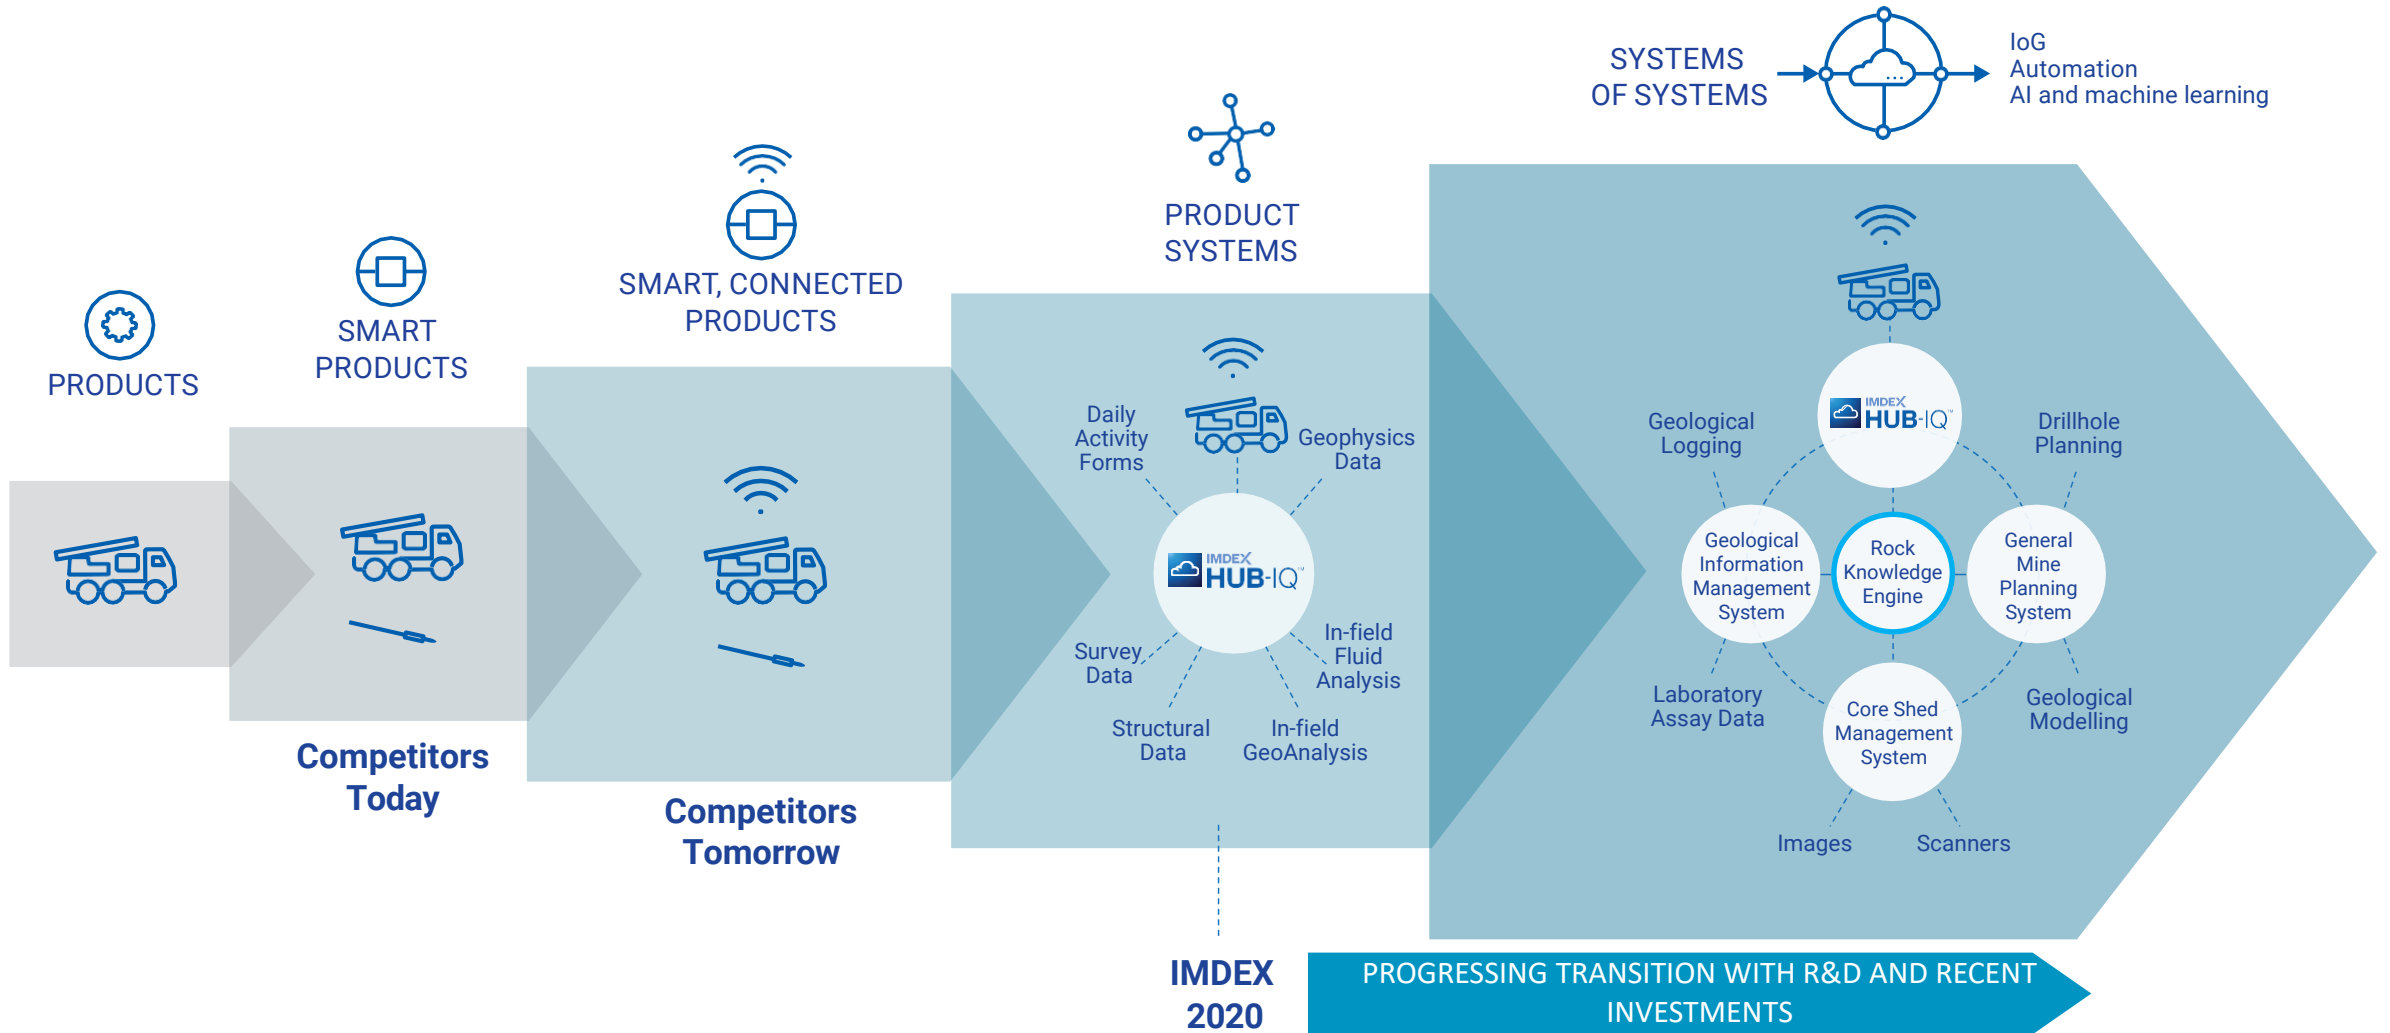 PRODUCTS
SMART
PRODUCTS
Competitors
Today
SMART, CONNECTED
PRODUCTS
Competitors
Tomorrow
PRODUCT
SYSTEMS
Daily
Activity
Forms
Geophysics
Data
IMDEX
HUB-IQ™
Survey
Data
In-field
Fluid
Analysis
Structural
Data
In-field
GeoAnalysis
IMDEX
2020
SYSTEMS
OF SYSTEMS
IoG
Automation
AI and machine learning
IMDEX
HUB-IQ™
Geological
Logging
Drillhole
Planning
Geological
Information
Management
System
Rock
Knowledge
Engine
General
Mine
Planning
System
Laboratory
Assay Data
Core Shed
Management
System
Geological
Modelling
Images
Scanners
PROGRESSING TRANSITION WITH R&D AND RECENT
INVESTMENTS